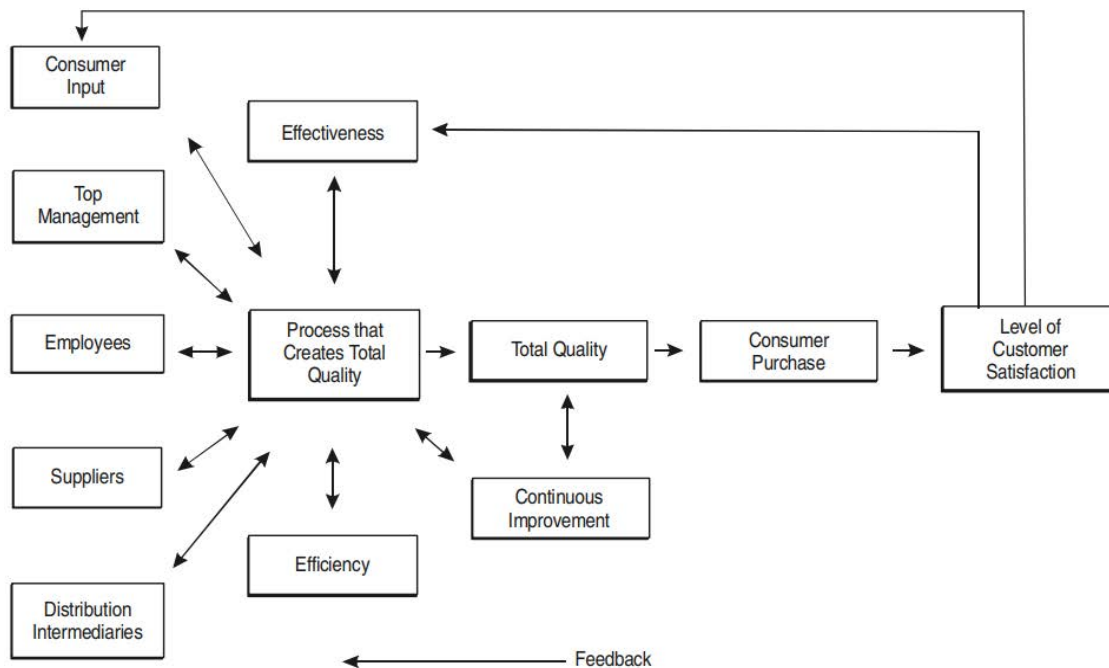 Consumer
Input
Effectiveness
Top
Management
Employees
Process that
Creates Total
Quality
Total Quality
Consumer
Purchase
Level of
Customer
Satisfaction
Suppliers
Continuous
Improvement
Efficiency
Distribution
Intermediaries
Feedback